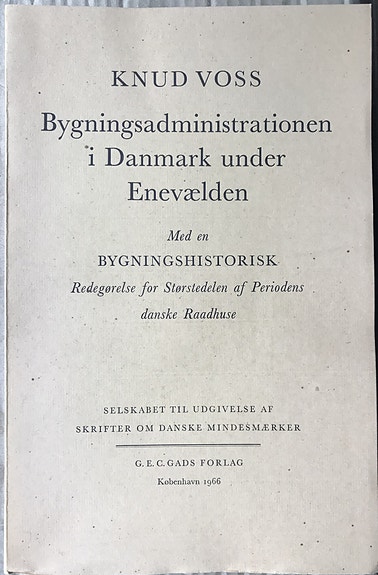 KNUD VOSS
Bygningsadministrationen
i Danmark under
Enevælden
Med en
BYGNINGSHISTORISK
Redegørelse for Størstedelen af Periodens
danske Raadhuse
SELSKABET TIL UDGIVELSE AF
SKRIFTER OM DANSKE MINDESMÆRKER
G.E.C. GADS FORLAG
København 1966